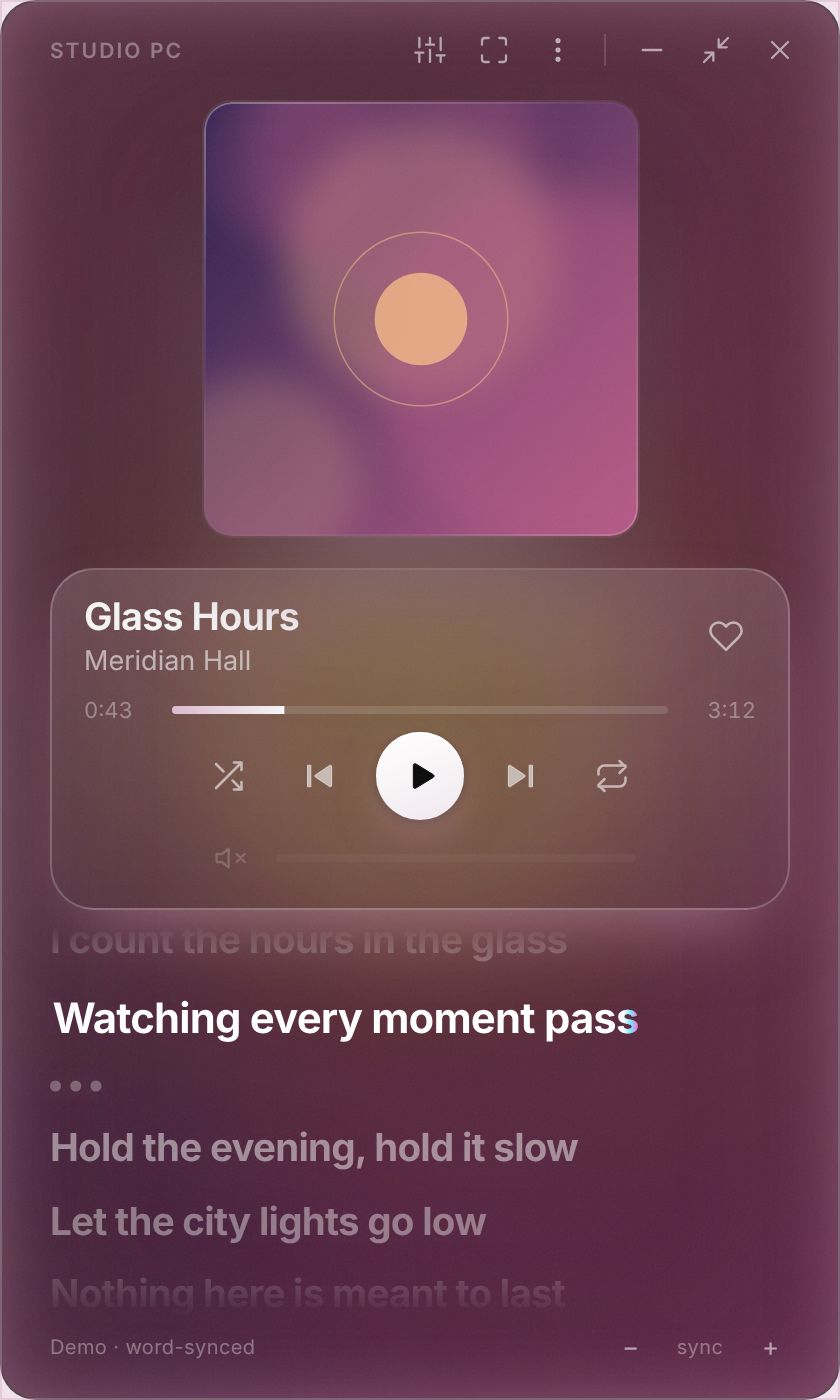 STUDIO PC
Glass Hours
Meridian Hall
0:43
3:12
I count the hours in the glass
Watching every moment pass
Hold the evening, hold it slow
Let the city lights go low
Nothing here is meant to last
Demo · word-synced
− sync +